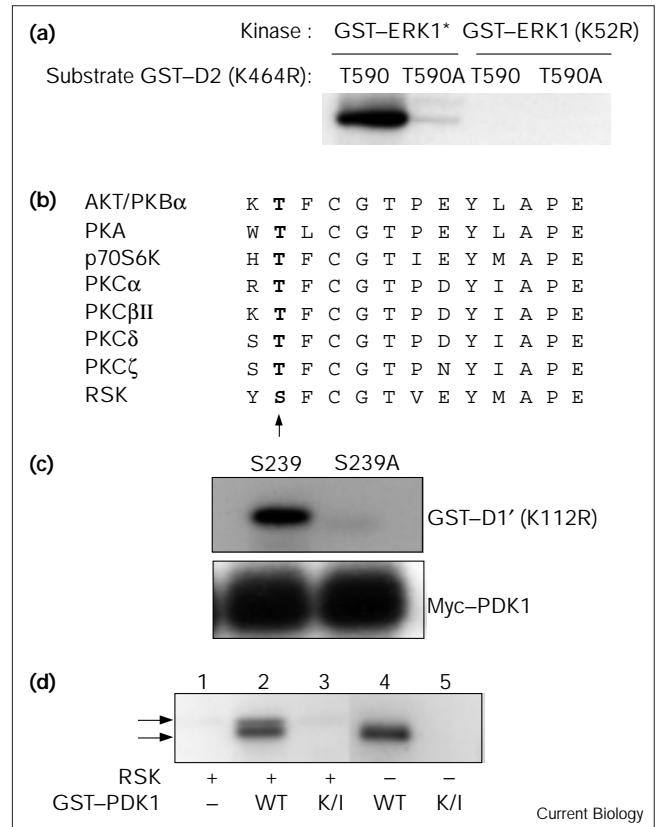 (a) Kinase : GST–ERK1* GST–ERK1 (K52R)
Substrate GST–D2 (K464R): T590 T590A T590 T590A
(b) AKT/PKBα K T F C G T P E Y L A P E
PKA W T L C G T P E Y L A P E
p70S6K H T F C G T I E Y M A P E
PKCα R T F C G T P D Y I A P E
PKCβII K T F C G T P D Y I A P E
PKCδ S T F C G T P D Y I A P E
PKCζ S T F C G T P N Y I A P E
RSK Y S F C G T V E Y M A P E
(c) S239 S239A
GST–D1′ (K112R)
Myc–PDK1
(d) 1 2 3 4 5
RSK + + + – –
GST–PDK1 – WT K/I WT K/I
Current Biology